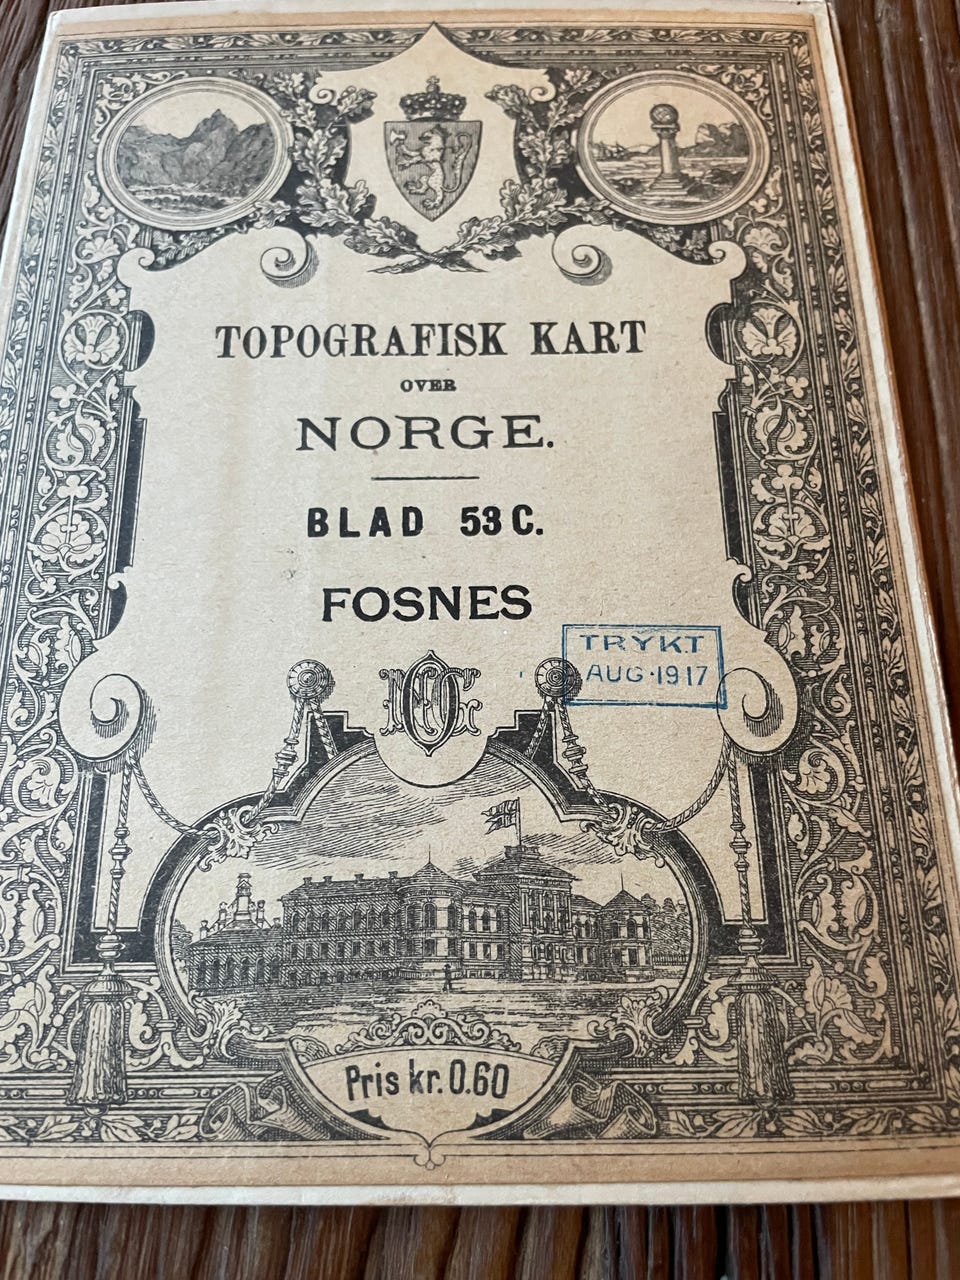 TOPOGRAFISK KART
OVER
NORGE.
BLAD 53 C.
FOSNES
TRYKT
AUG·1917
Pris kr. 0.60